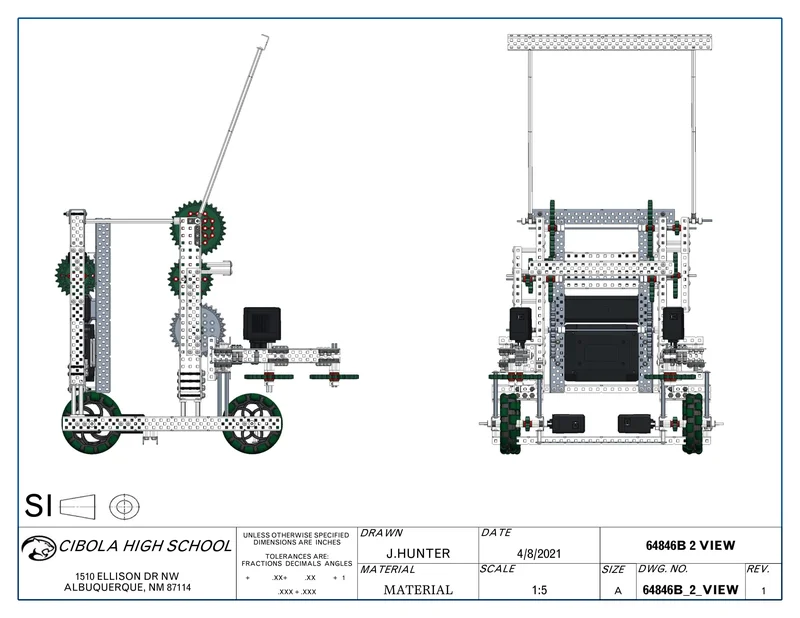 SI
CIBOLA HIGH SCHOOL
1510 ELLISON DR NW
ALBUQUERQUE, NM 87114
UNLESS OTHERWISE SPECIFIED
DIMENSIONS ARE INCHES
TOLERANCES ARE:
FRACTIONS DECIMALS ANGLES
+ .XX÷ .XX + 1
.XXX ÷ .XXX
DRAWN
J.HUNTER
DATE
4/8/2021
MATERIAL
MATERIAL
SCALE
1:5
64846B 2 VIEW
SIZE
A
DWG. NO.
64846B_2_VIEW
REV.
1